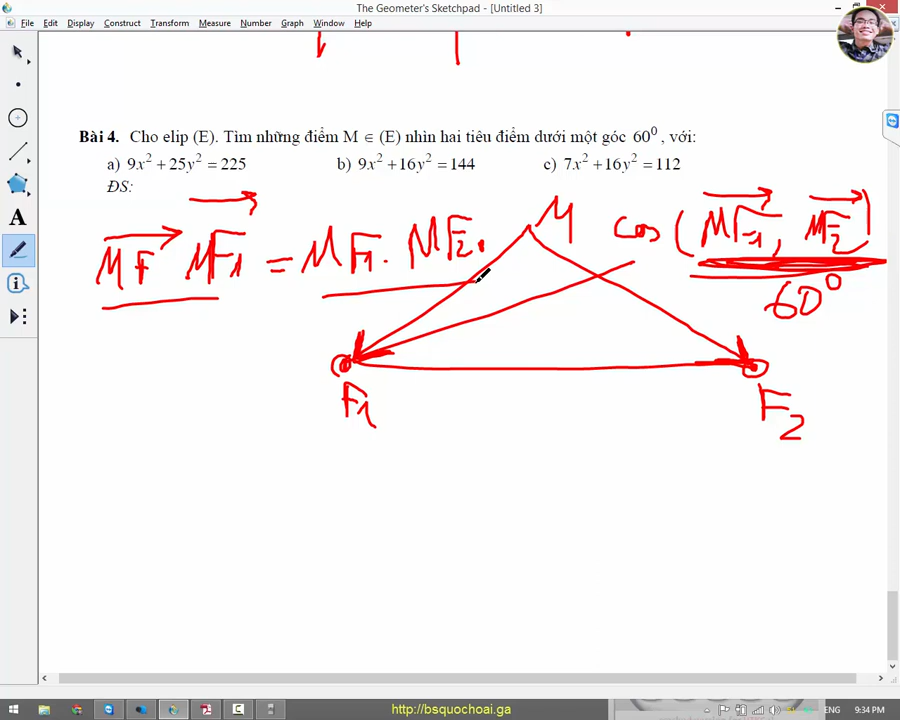 The Geometer's Sketchpad - [Untitled 3]
File Edit Display Construct Transform Measure Number Graph Window Help
Bài 4. Cho elip (E). Tìm những điểm M ∈ (E) nhìn hai tiêu điểm dưới một góc 60⁰, với:
a) 9x² + 25y² = 225 b) 9x² + 16y² = 144 c) 7x² + 16y² = 112
ĐS:
M
MF MF1 = MF1 . MF2 . cos (MF1, MF2)
60⁰
F1
F2
http://bsquochoai.ga
ENG 9:34 PM